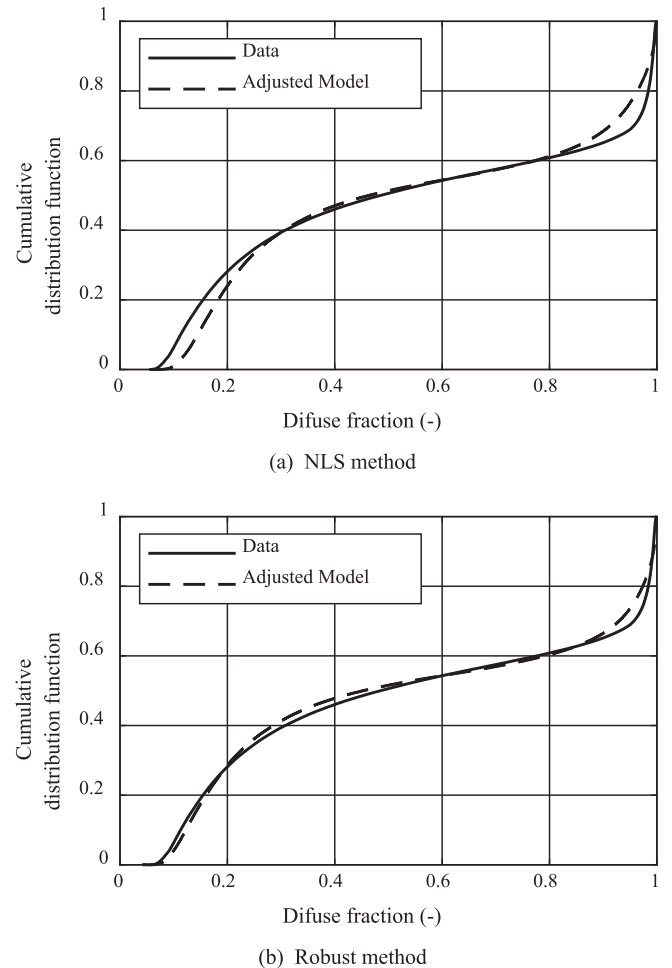 1
0.8
0.6
0.4
0.2
0
Data
Adjusted Model
Cumulative
distribution function
0 0.2 0.4 0.6 0.8 1
Difuse fraction (-)
(a) NLS method
1
0.8
0.6
0.4
0.2
0
Data
Adjusted Model
Cumulative
distribution function
0 0.2 0.4 0.6 0.8 1
Difuse fraction (-)
(b) Robust method